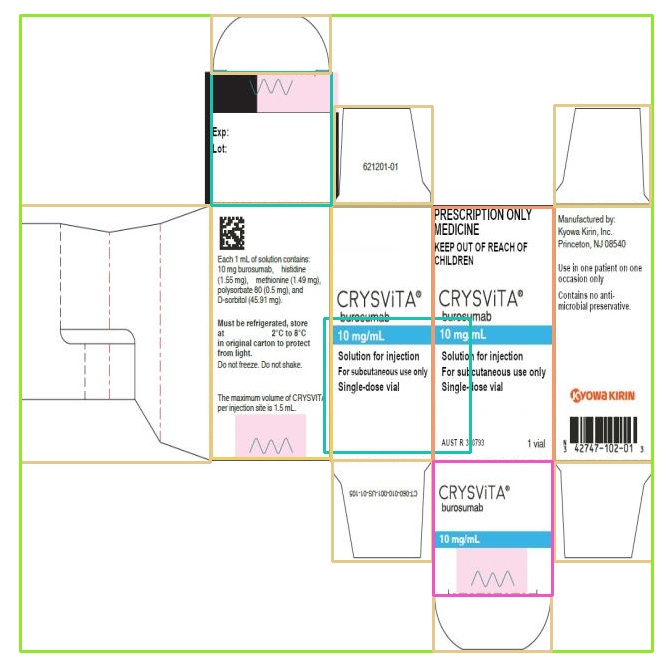 Exp:
Lot:
621201-01
Each 1 mL of solution contains:
10 mg burosumab, histidine
(1.55 mg), methionine (1.49 mg),
polysorbate 80 (0.5 mg), and
D-sorbitol (45.91 mg).
Must be refrigerated, store
at 2°C to 8°C
in original carton to protect
from light.
Do not freeze. Do not shake.
The maximum volume of CRYSVITA
per injection site is 1.5 mL.
CRYSViTA®
burosumab
10 mg/mL
Solution for injection
For subcutaneous use only
Single-dose vial
PRESCRIPTION ONLY
MEDICINE
KEEP OUT OF REACH OF
CHILDREN
CRYSViTA®
burosumab
10 mg/mL
Solution for injection
For subcutaneous use only
Single-dose vial
AUST R 300793
1 vial
Manufactured by:
Kyowa Kirin, Inc.
Princeton, NJ 08540
Use in one patient on one
occasion only
Contains no anti-
microbial preservative.
KYOWA KIRIN
N
3 42747-102-01 3
CRYSViTA®
burosumab
10 mg/mL